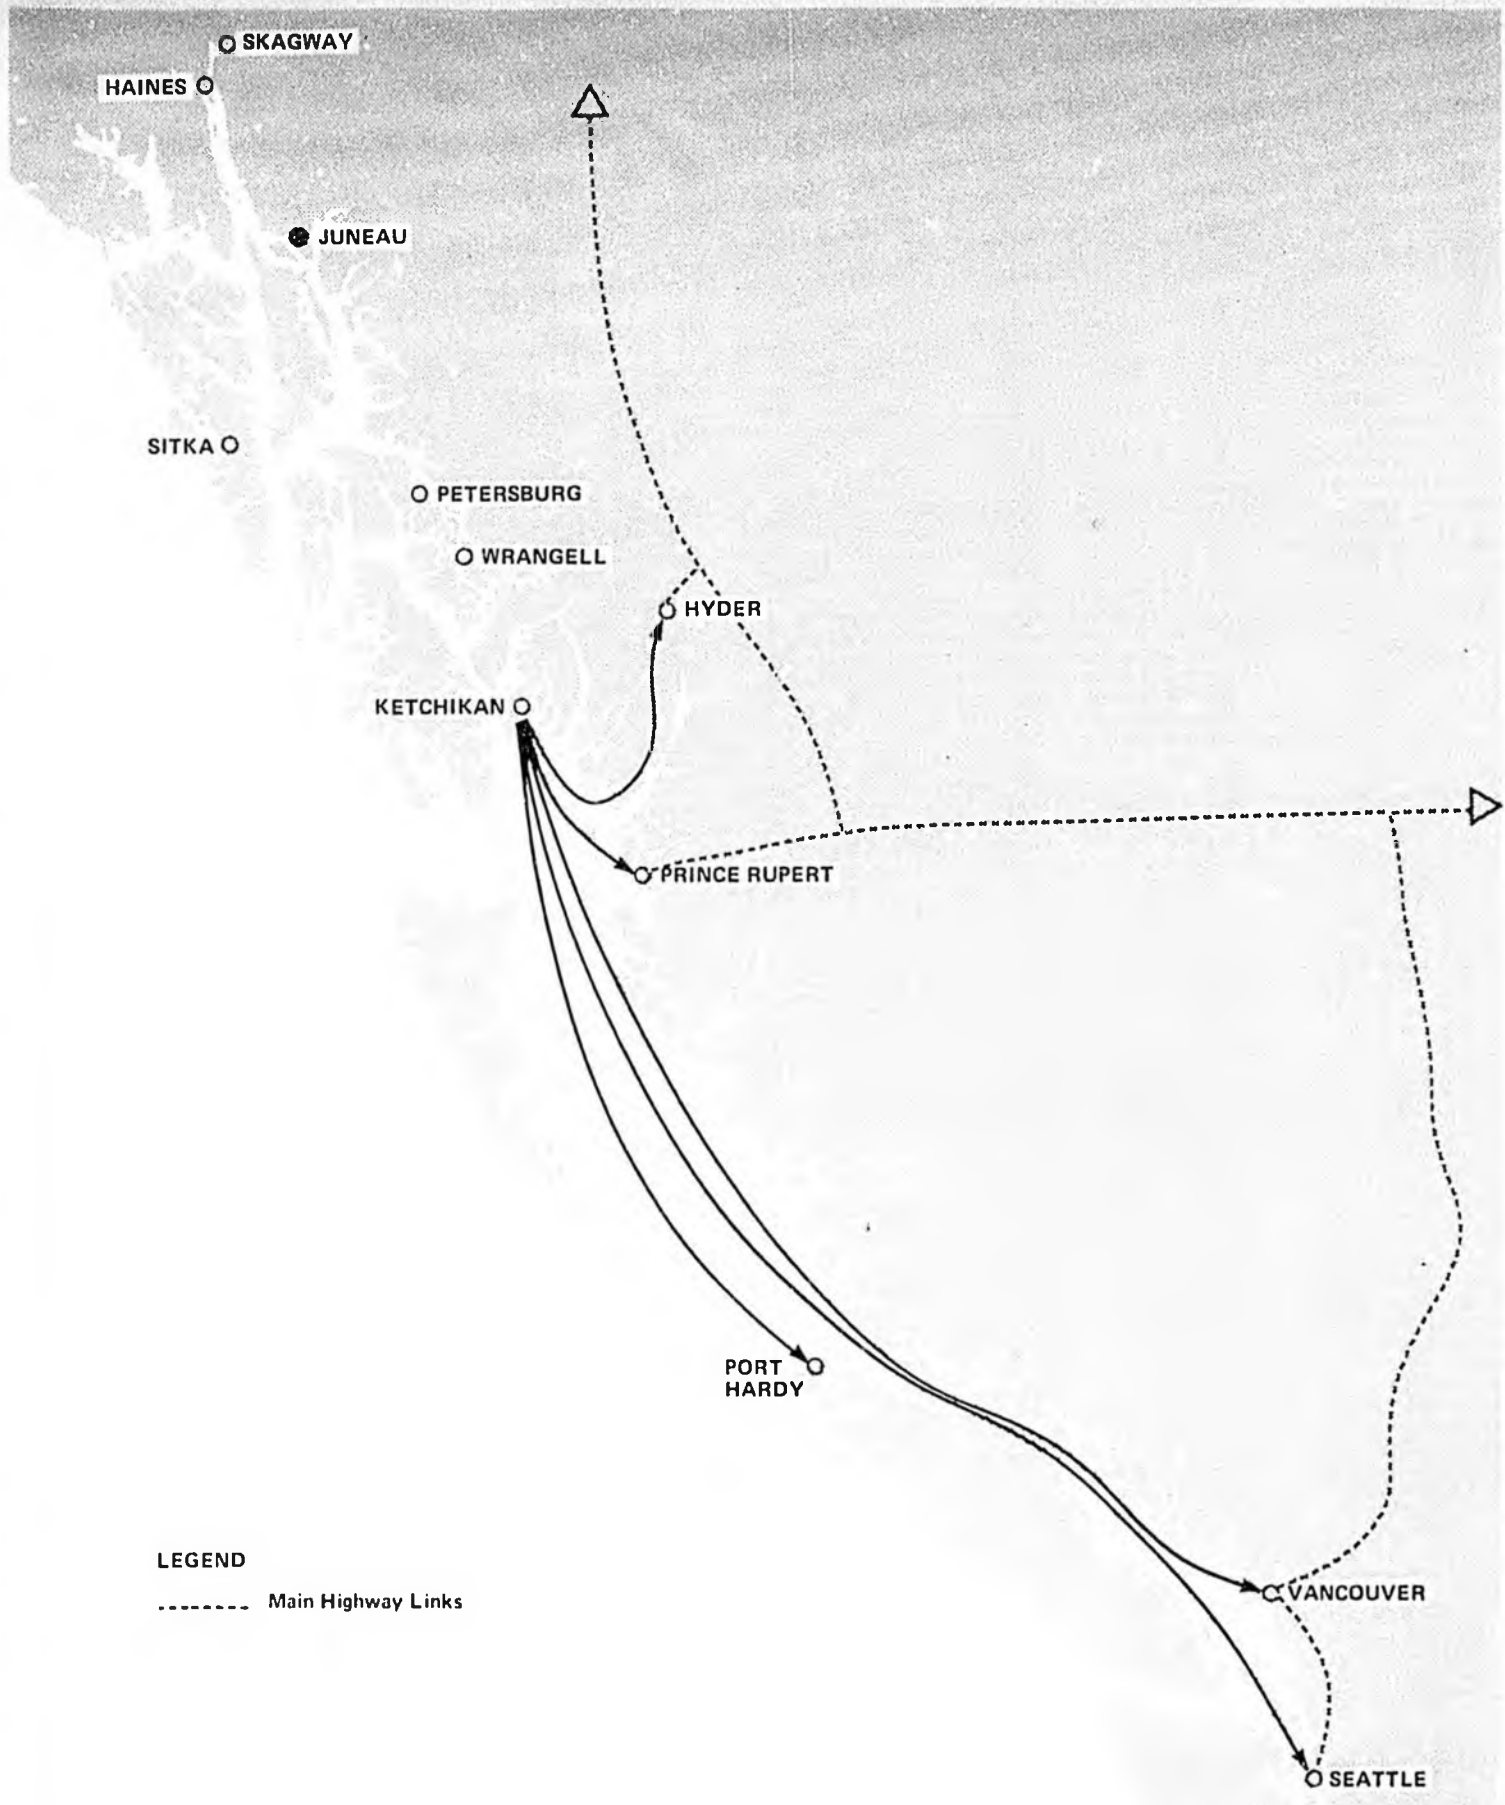 SKAGWAY
HAINES
JUNEAU
SITKA
PETERSBURG
WRANGELL
HYDER
KETCHIKAN
PRINCE RUPERT
PORT
HARDY
LEGEND
Main Highway Links
VANCOUVER
SEATTLE